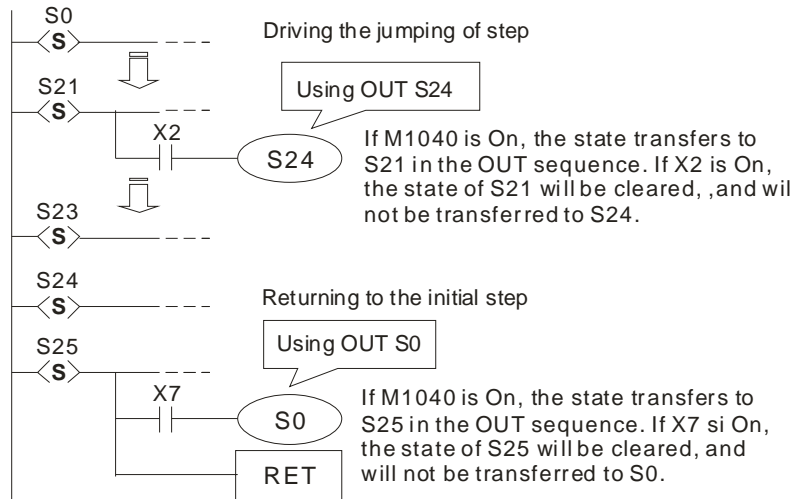 S0
S
Driving the jumping of step
S21
S
Using OUT S24
X2
S24
If M1040 is On, the state transfers to
S21 in the OUT sequence. If X2 is On,
the state of S21 will be cleared, ,and wil
not be transferred to S24.
S23
S
S24
S
Returning to the initial step
S25
S
Using OUT S0
X7
S0
If M1040 is On, the state transfers to
S25 in the OUT sequence. If X7 si On,
the state of S25 will be cleared, and
will not be transferred to S0.
RET